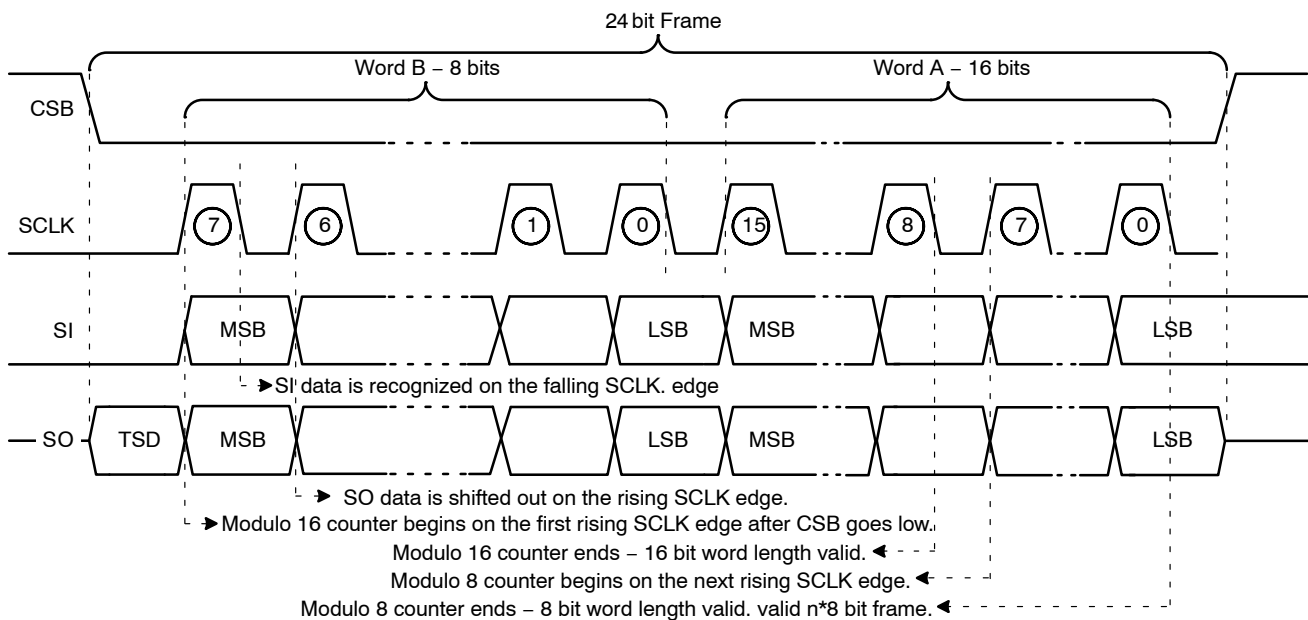 24 bit Frame
Word B – 8 bits Word A – 16 bits
CSB
SCLK 7 6 1 0 15 8 7 0
SI MSB LSB MSB LSB
SI data is recognized on the falling SCLK. edge
SO TSD MSB LSB MSB LSB
SO data is shifted out on the rising SCLK edge.
Modulo 16 counter begins on the first rising SCLK edge after CSB goes low.
Modulo 16 counter ends – 16 bit word length valid.
Modulo 8 counter begins on the next rising SCLK edge.
Modulo 8 counter ends – 8 bit word length valid. valid n*8 bit frame.